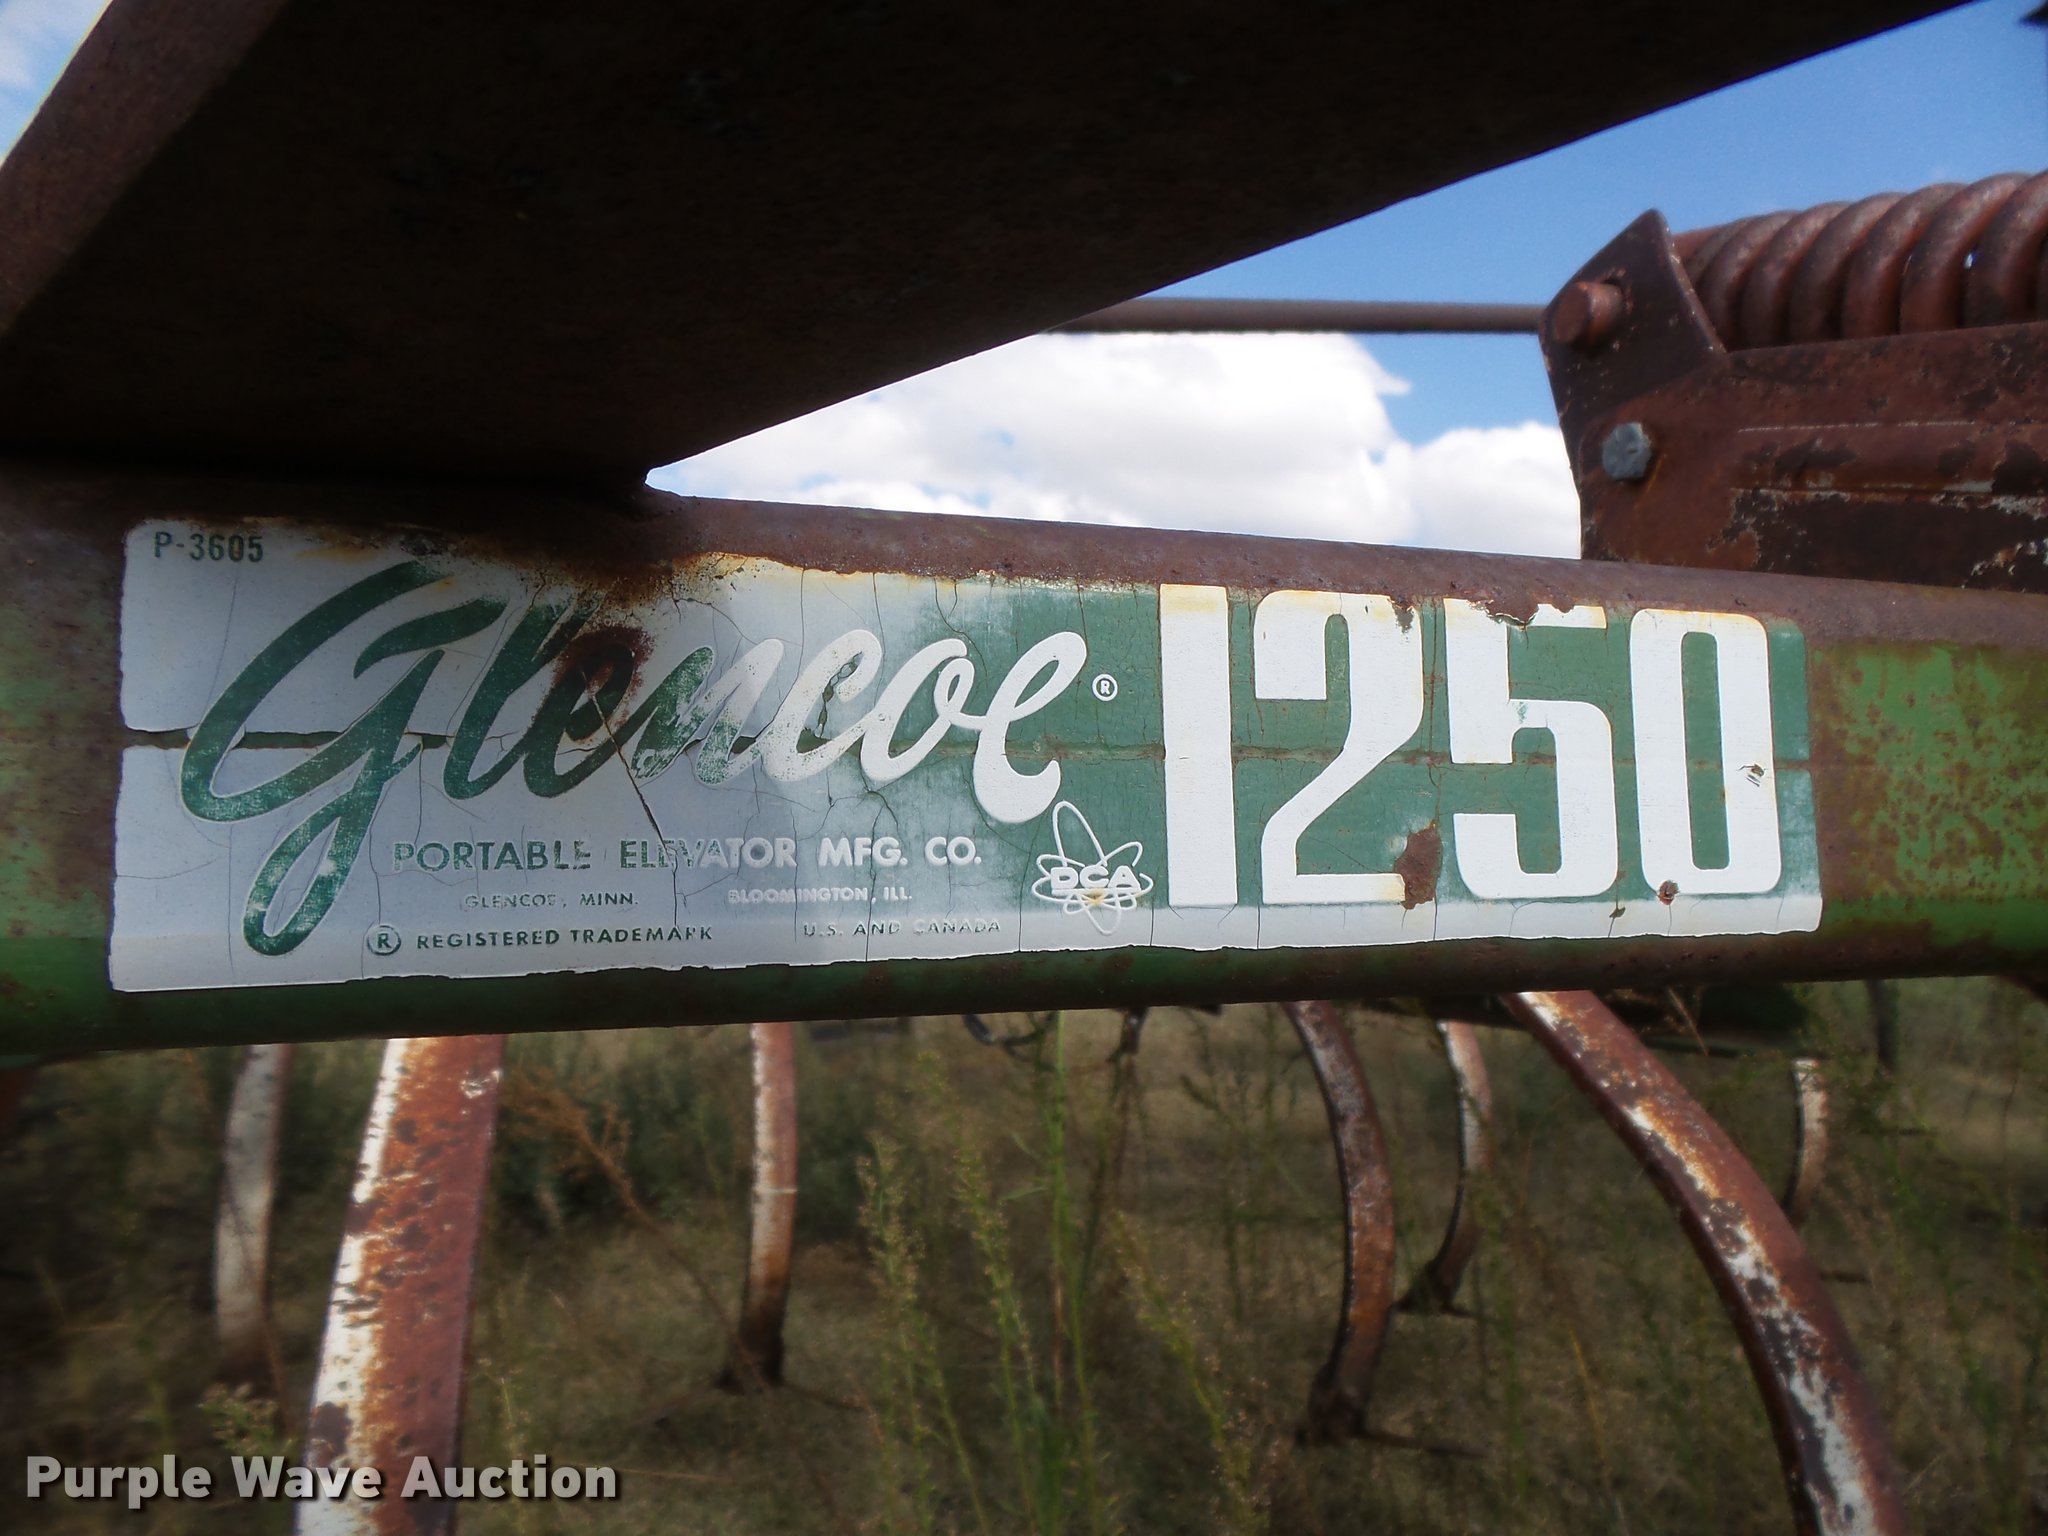 P-3605
Glencoe® 1250
PORTABLE ELEVATOR MFG. CO.
GLENCOE, MINN. BLOOMINGTON, ILL.
® REGISTERED TRADEMARK U.S. AND CANADA
DCA
Purple Wave Auction